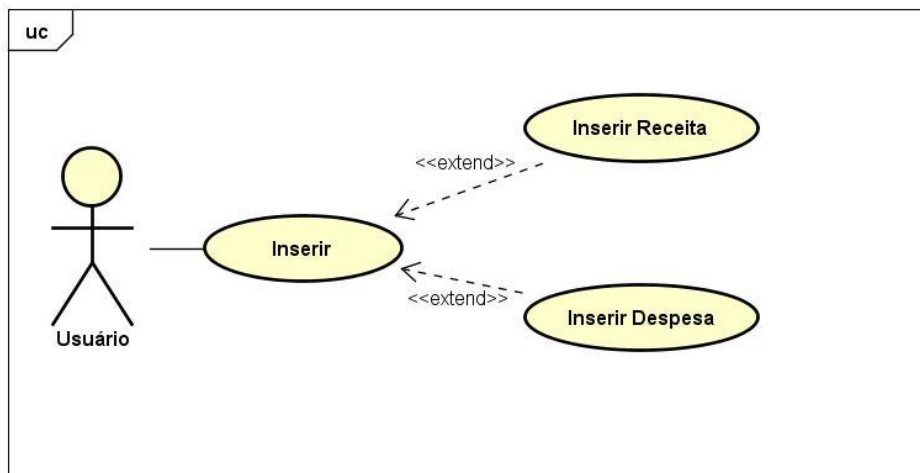 uc
Inserir Receita
<<extend>>
Inserir
<<extend>>
Inserir Despesa
Usuário